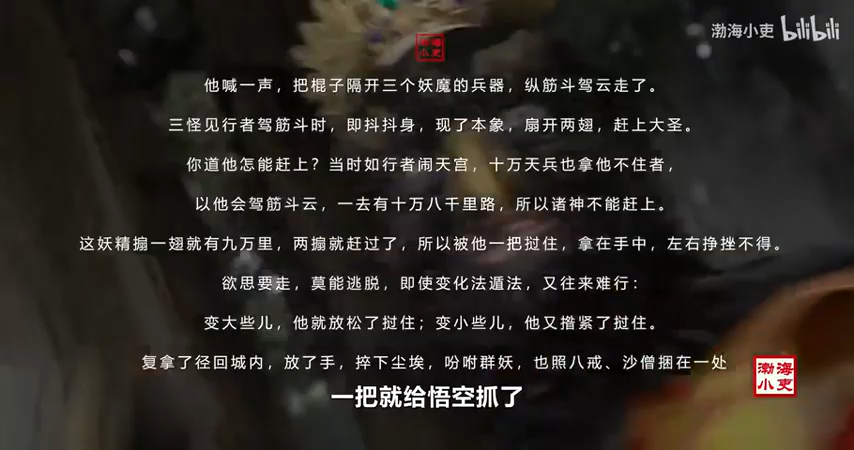 渤海小吏 bilibili
渤海
小吏
他喊一声，把棍子隔开三个妖魔的兵器，纵筋斗驾云走了。
三怪见行者驾筋斗时，即抖抖身，现了本象，扇开两翅，赶上大圣。
你道他怎能赶上？当时如行者闹天宫，十万天兵也拿他不住者，
以他会驾筋斗云，一去有十万八千里路，所以诸神不能赶上。
这妖精搧一翅就有九万里，两搧就赶过了，所以被他一把挝住，拿在手中，左右挣挫不得。
欲思要走，莫能逃脱，即使变化法遁法，又往来难行：
变大些儿，他就放松了挝住；变小些儿，他又揝紧了挝住。
复拿了径回城内，放了手，捽下尘埃，吩咐群妖，也照八戒、沙僧捆在一处
渤海
小吏
一把就给悟空抓了